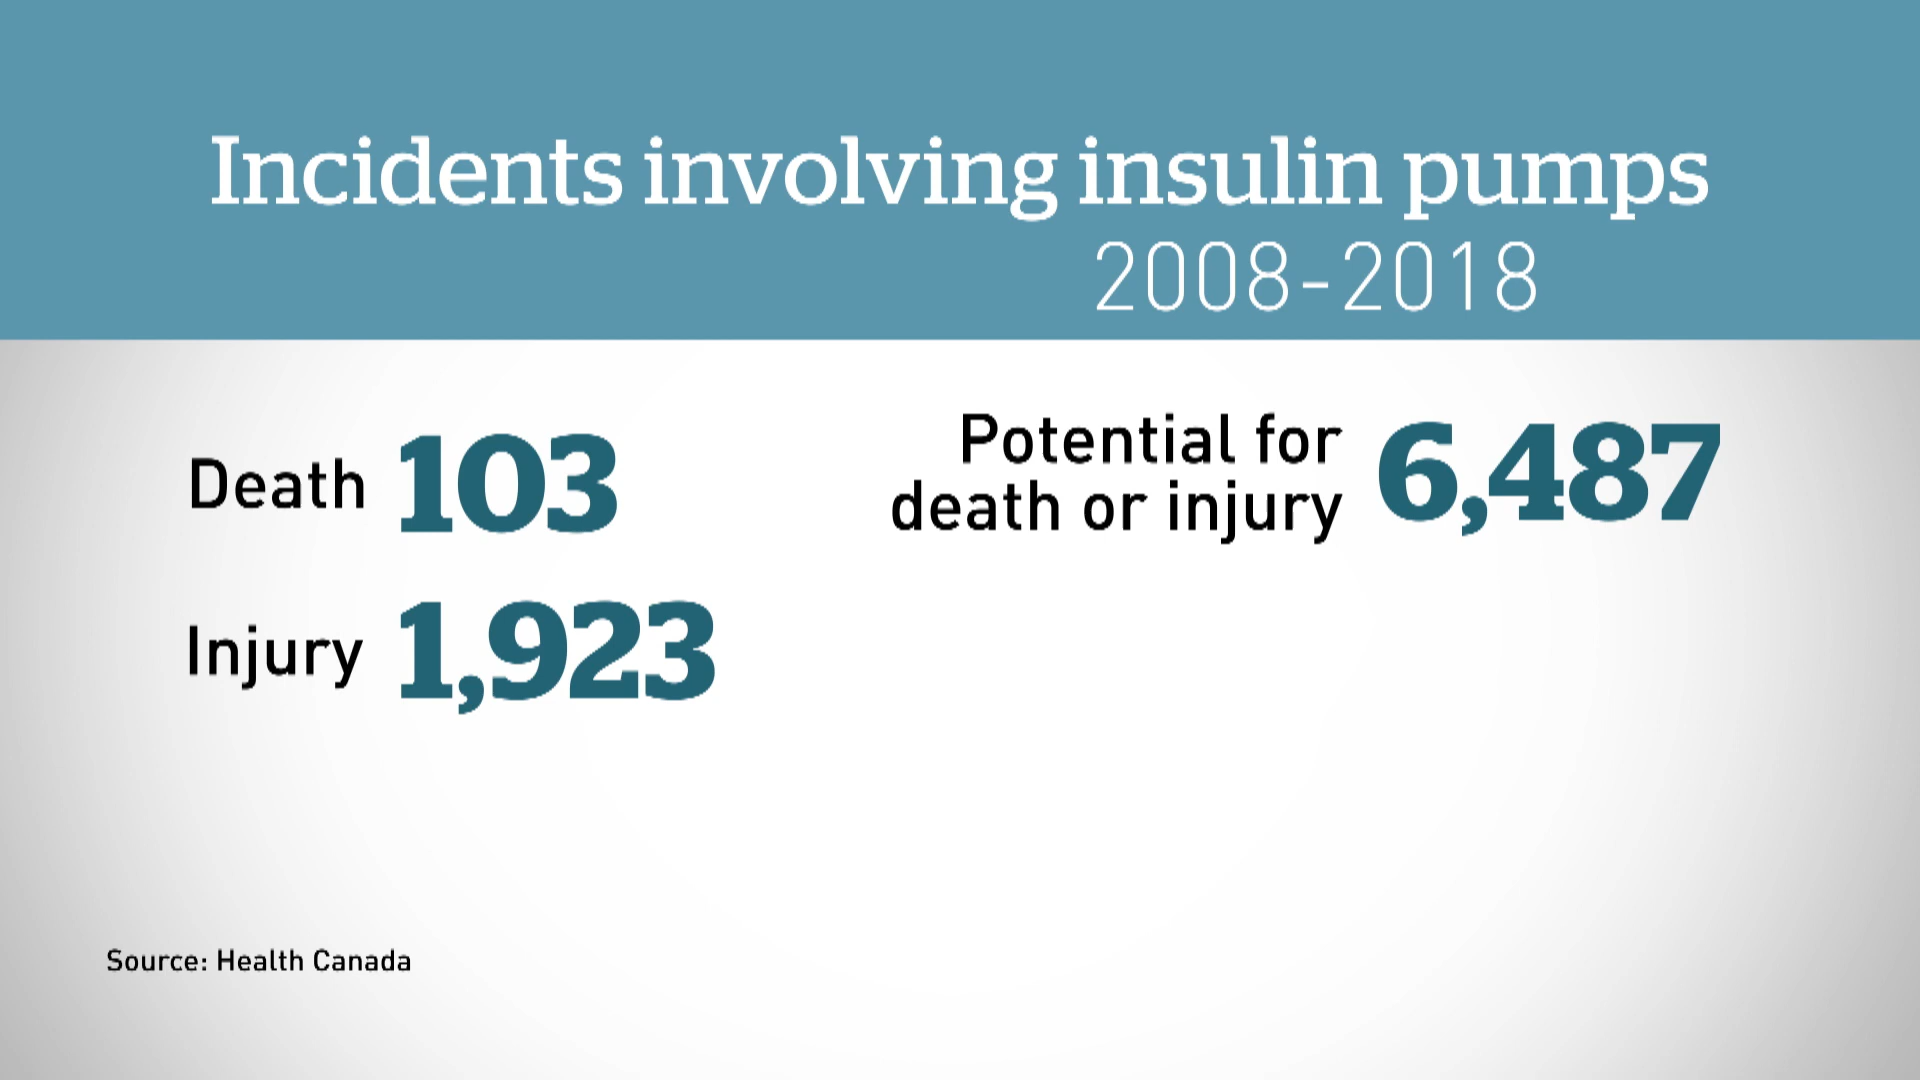 Incidents involving insulin pumps
2008-2018
Death 103
Injury 1,923
Potential for
death or injury 6,487
Source: Health Canada